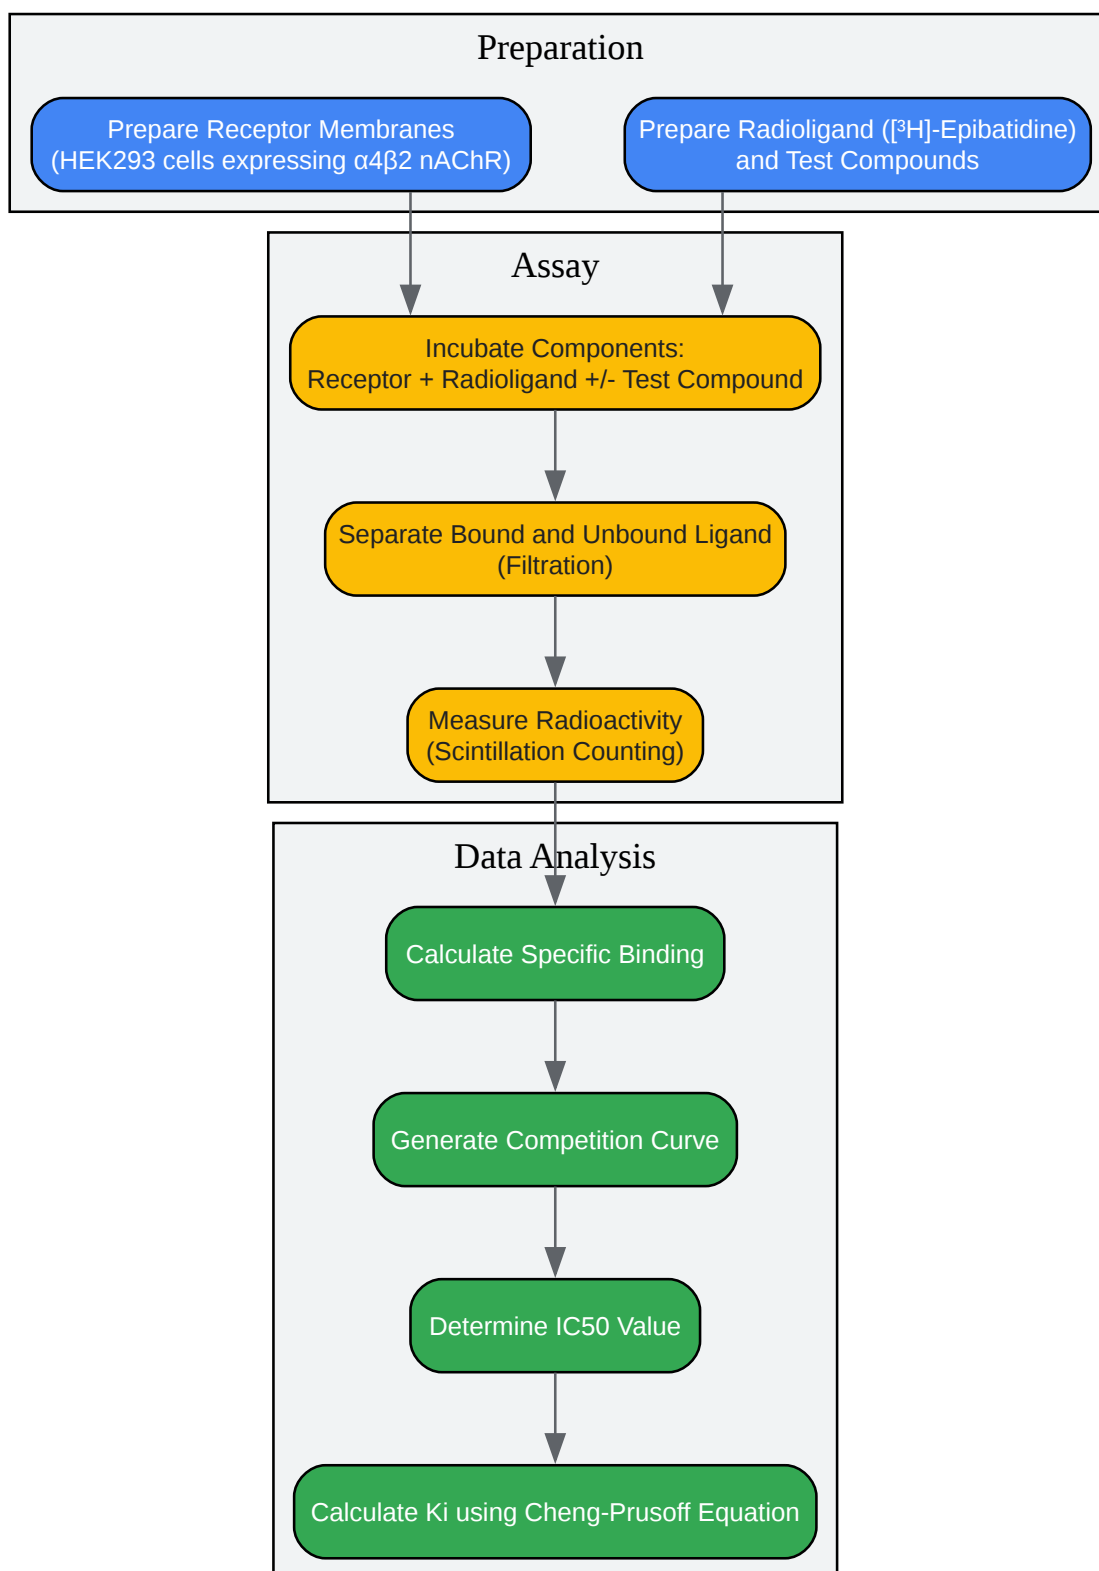 Preparation
Prepare Receptor Membranes
(HEK293 cells expressing α4β2 nAChR)
Prepare Radioligand ([³H]-Epibatidine)
and Test Compounds
Assay
Incubate Components:
Receptor + Radioligand +/- Test Compound
Separate Bound and Unbound Ligand
(Filtration)
Measure Radioactivity
(Scintillation Counting)
Data Analysis
Calculate Specific Binding
Generate Competition Curve
Determine IC50 Value
Calculate Ki using Cheng-Prusoff Equation